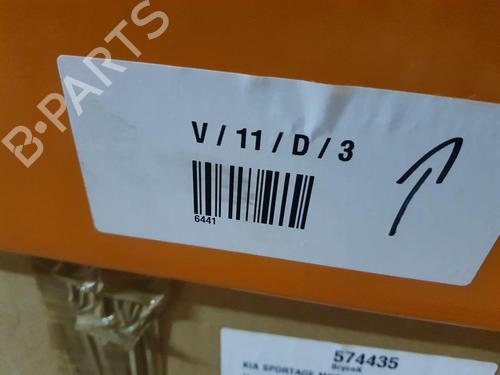 B-PARTS
V / 11 / D / 3
6441
574435
KIA SPORTAGE